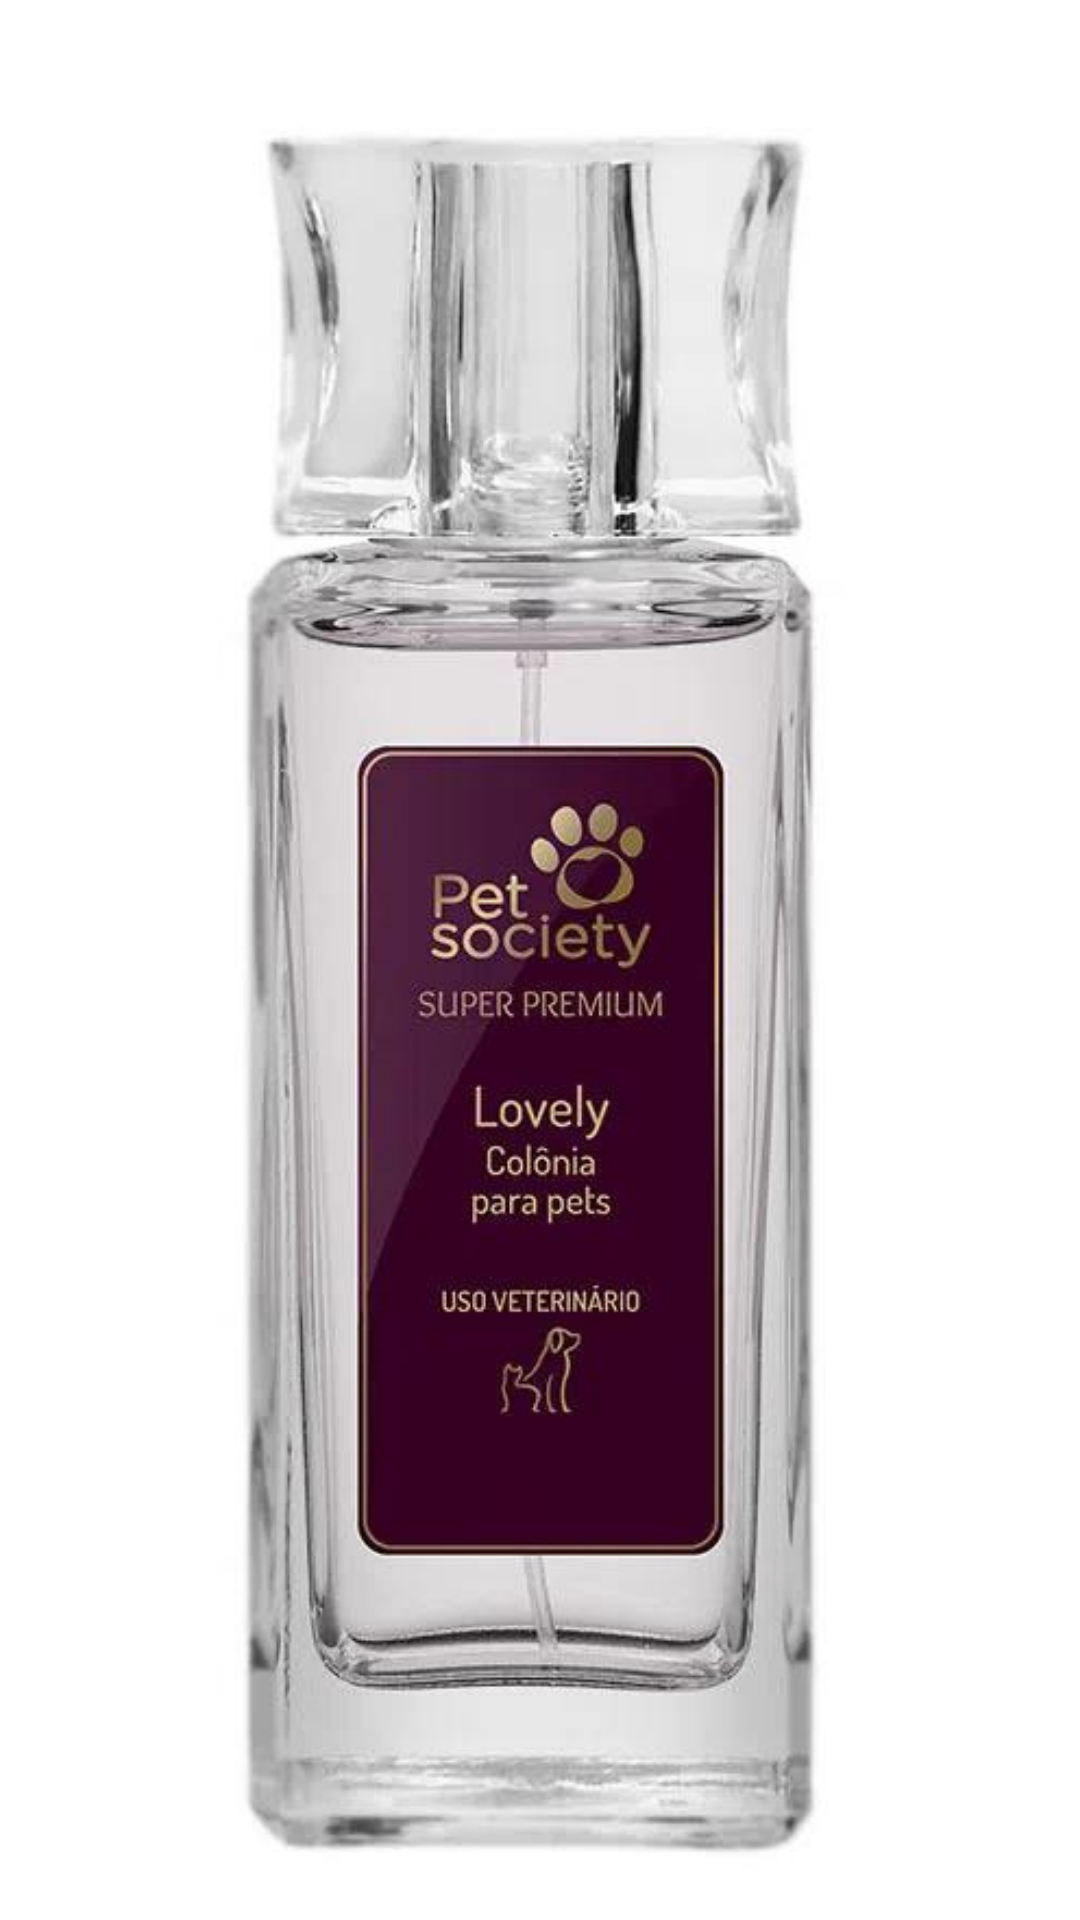 Pet
society
SUPER PREMIUM
Lovely
Colônia
para pets
USO VETERINÁRIO